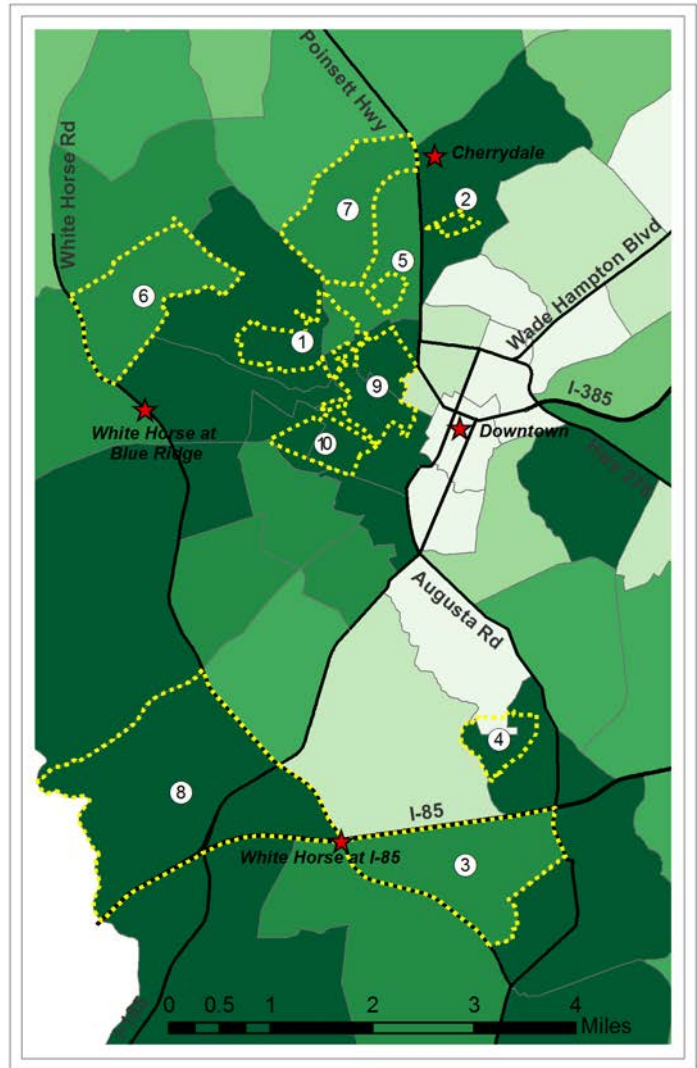 Poinsett Hwy
White Horse Rd
Cherrydale
2
7
Wade Hampton Blvd
5
6
1
I-385
9
White Horse at
Blue Ridge
10
Downtown
Hwy 276
Augusta Rd
4
8
I-85
White Horse at I-85
3
0 0.5 1 2 3 4
Miles